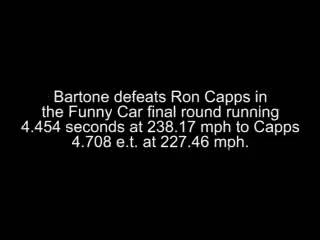 Bartone defeats Ron Capps in
the Funny Car final round running
4.454 seconds at 238.17 mph to Capps
4.708 e.t. at 227.46 mph.